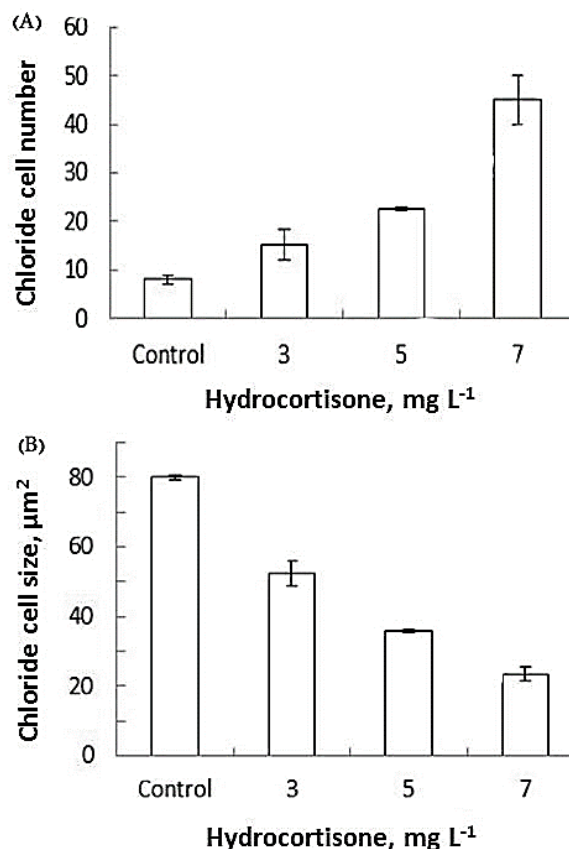 (A)
Chloride cell number
60
50
40
30
20
10
0
Control 3 5 7
Hydrocortisone, mg L⁻¹
(B)
Chloride cell size, µm²
80
60
40
20
0
Control 3 5 7
Hydrocortisone, mg L⁻¹